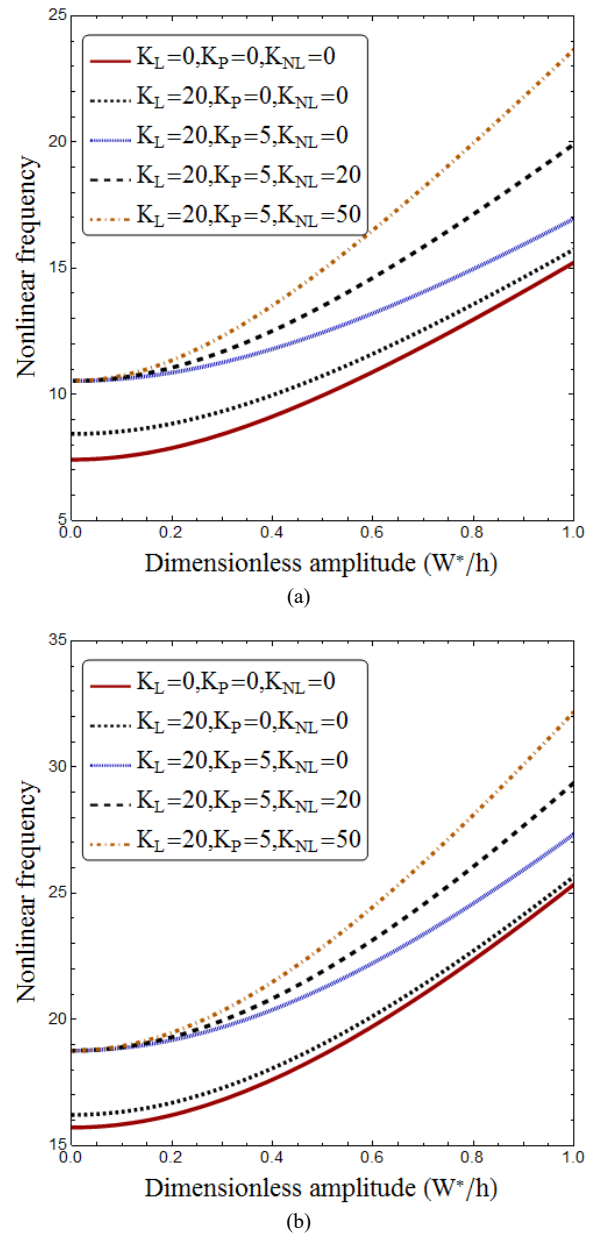 25
20
15
10
5
Nonlinear frequency
K_L=0,K_P=0,K_NL=0
K_L=20,K_P=0,K_NL=0
K_L=20,K_P=5,K_NL=0
K_L=20,K_P=5,K_NL=20
K_L=20,K_P=5,K_NL=50
0.0 0.2 0.4 0.6 0.8 1.0
Dimensionless amplitude (W*/h)
(a)
35
30
25
20
15
Nonlinear frequency
K_L=0,K_P=0,K_NL=0
K_L=20,K_P=0,K_NL=0
K_L=20,K_P=5,K_NL=0
K_L=20,K_P=5,K_NL=20
K_L=20,K_P=5,K_NL=50
0.0 0.2 0.4 0.6 0.8 1.0
Dimensionless amplitude (W*/h)
(b)